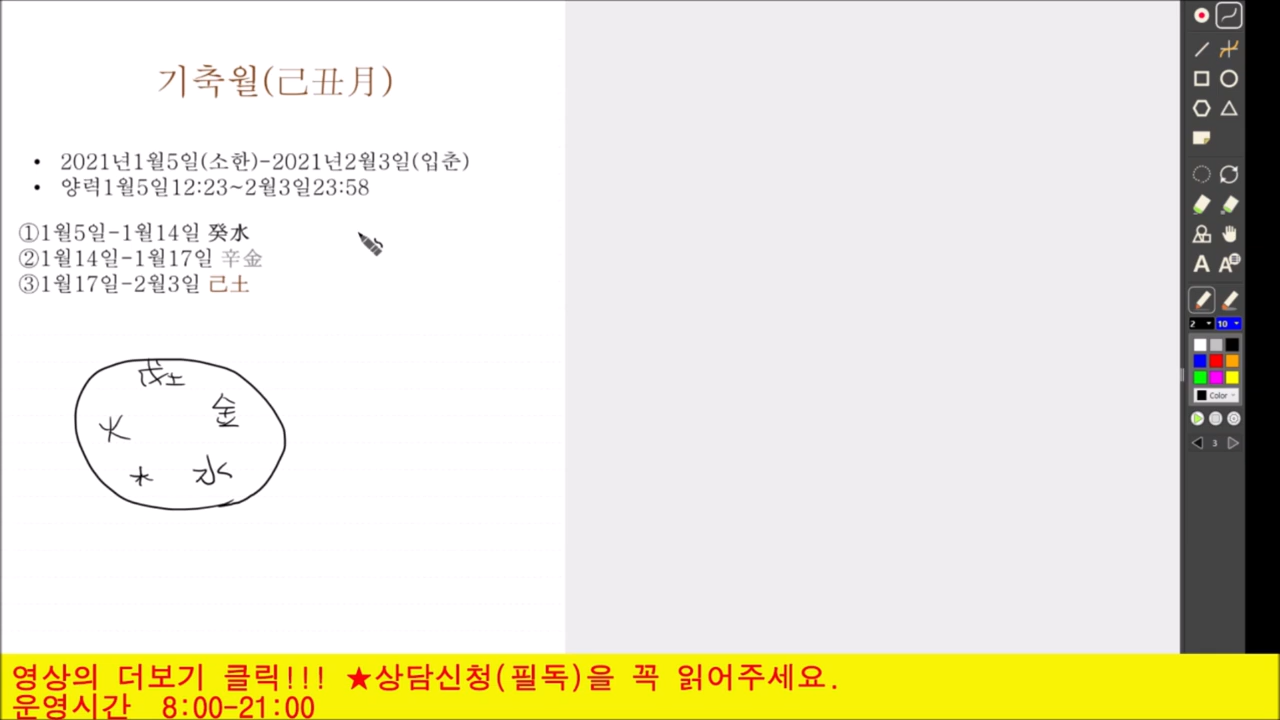 기축월(己丑月)
• 2021년1월5일(소한)-2021년2월3일(입춘)
• 양력1월5일12:23~2월3일23:58
①1월5일-1월14일 癸水
②1월14일-1월17일 辛金
③1월17일-2월3일 己土
戊土
金
火
木 水
A A
2 10
Color
3
영상의 더보기 클릭!!! ★상담신청(필독)을 꼭 읽어주세요.
운영시간 8:00-21:00